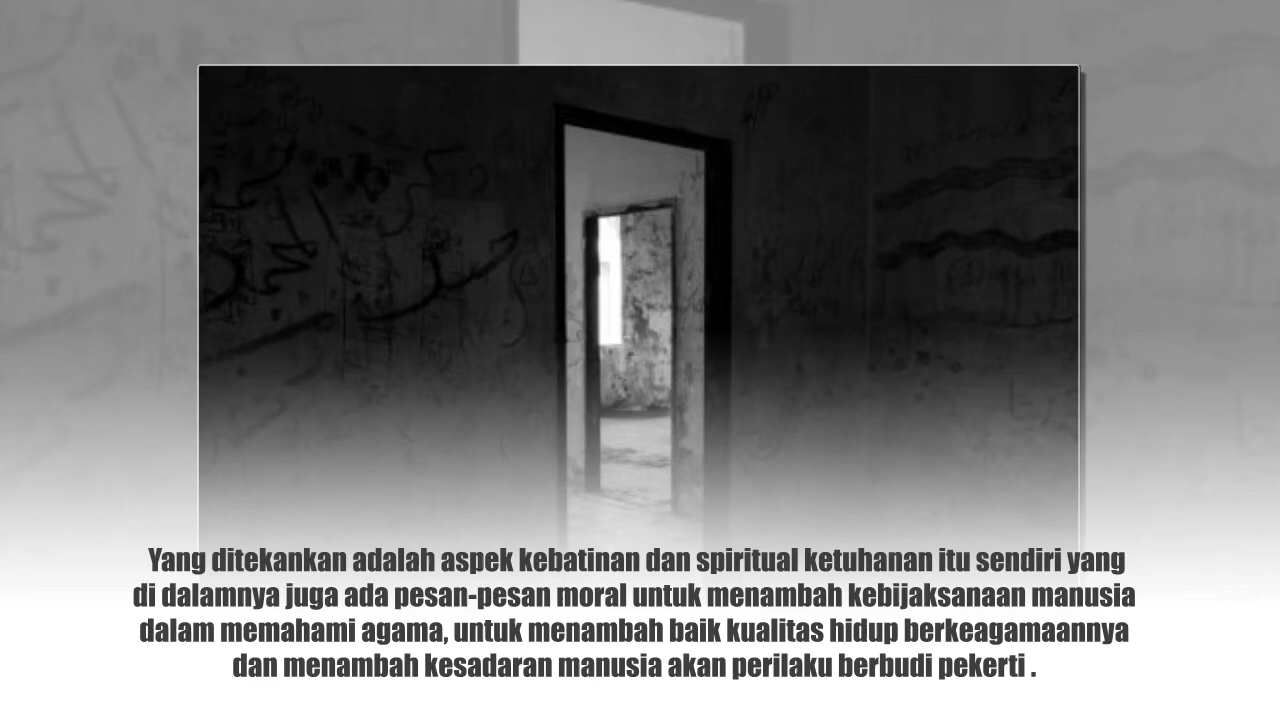 Yang ditekankan adalah aspek kebatinan dan spiritual ketuhanan itu sendiri yang
di dalamnya juga ada pesan-pesan moral untuk menambah kebijaksanaan manusia
dalam memahami agama, untuk menambah baik kualitas hidup berkeagamaannya
dan menambah kesadaran manusia akan perilaku berbudi pekerti .